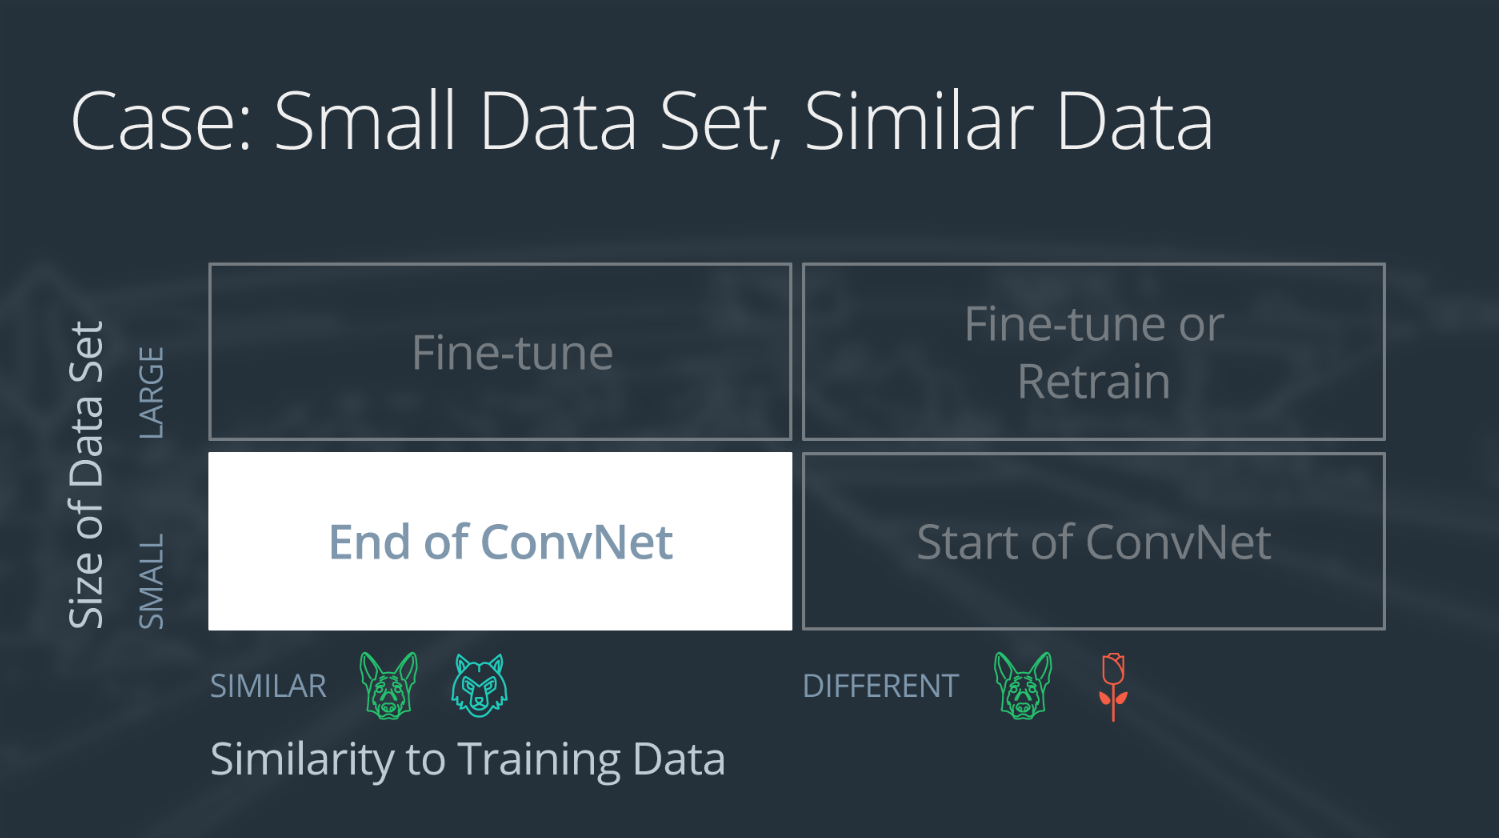 Case: Small Data Set, Similar Data
Size of Data Set
LARGE
SMALL
Fine-tune
Fine-tune or
Retrain
End of ConvNet
Start of ConvNet
SIMILAR
DIFFERENT
Similarity to Training Data